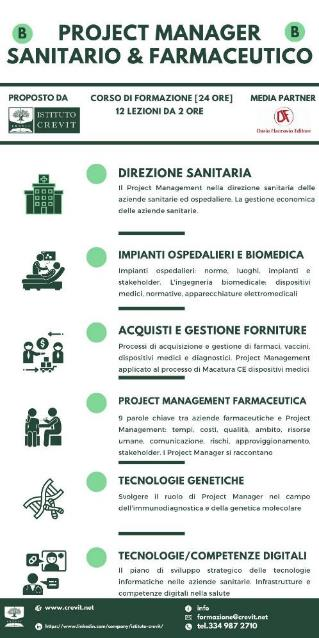 B
B
PROJECT MANAGER
SANITARIO & FARMACEUTICO
PROPOSTO DA
CORSO DI FORMAZIONE [24 ORE]
12 LEZIONI DA 2 ORE
MEDIA PARTNER
ISTITUTO
CREVIT
Dario Flaccovio Editore
DIREZIONE SANITARIA
Il Project Management nella direzione sanitaria delle
aziende sanitarie ed ospedaliere. La gestione economica
delle aziende sanitarie.
IMPIANTI OSPEDALIERI E BIOMEDICA
Impianti ospedalieri: norme, luoghi, impianti e
stakeholder. L'ingegneria biomedicale: dispositivi
medici, normative, apparecchiature elettromedicali
ACQUISTI E GESTIONE FORNITURE
Processi di acquisizione e gestione di farmaci, vaccini,
dispositivi medici e diagnostici. Project Management
applicato al processo di Macatura CE dispositivi medici
PROJECT MANAGEMENT FARMACEUTICA
9 parole chiave tra aziende farmaceutiche e Project
Management: tempi, costi, qualità, ambito, risorse
umane, comunicazione, rischi, approviggionamento,
stakeholder. I Project Manager si raccontano
TECNOLOGIE GENETICHE
Svolgere il ruolo di Project Manager nel campo
dell'immunodiagnostica e della genetica molecolare
TECNOLOGIE/COMPETENZE DIGITALI
Il piano di sviluppo strategico delle tecnologie
informatiche nelle aziende sanitarie. Infrastrutture e
competenze digitali nella salute
www.crevit.net
https://www.linkedin.com/company/istituto-crevit/
info
formazione@crevit.net
tel.334 987 2710